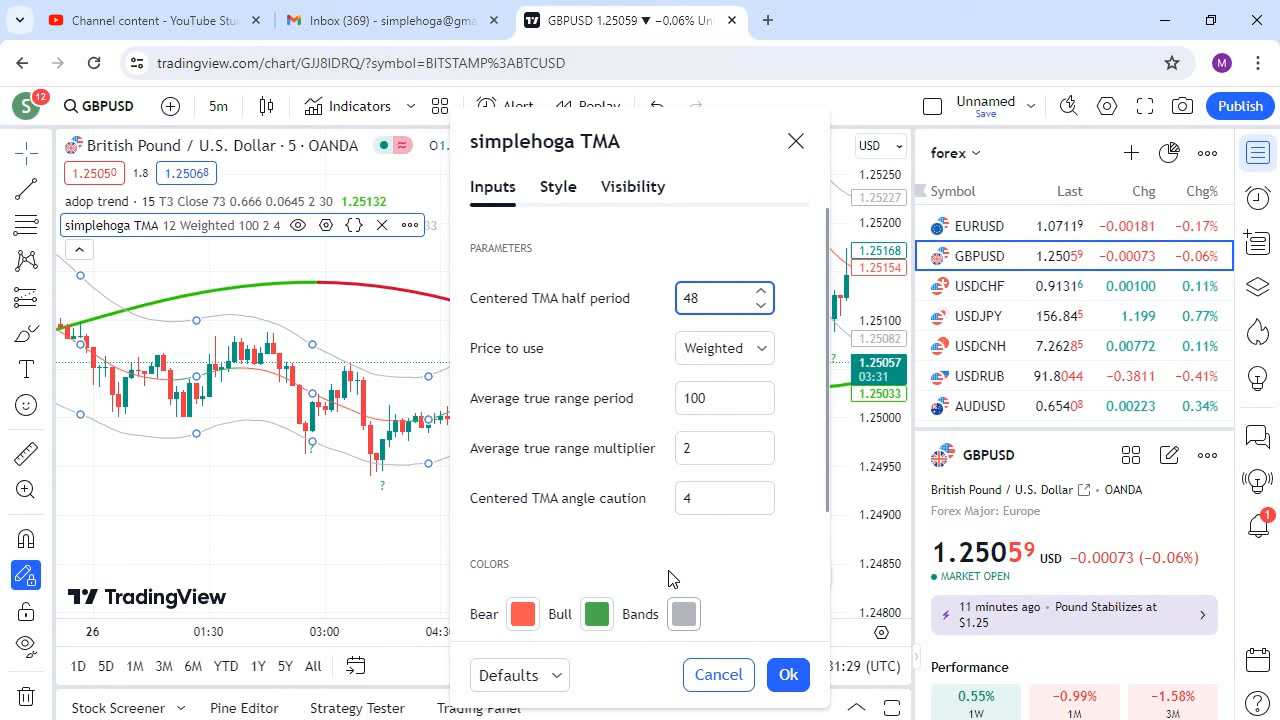 Channel content - YouTube Stu
Inbox (369) - simplehoga@gma
GBPUSD 1.25059 ▼ −0.06% Un
tradingview.com/chart/GJJ8IDRQ/?symbol=BITSTAMP%3ABTCUSD
M
S 12 GBPUSD 5m Indicators Alert Replay Unnamed Save Publish
British Pound / U.S. Dollar · 5 · OANDA O1.
1.25050 1.8 1.25068
adop trend · 15 T3 Close 73 0.666 0.0645 2 30 1.25132
simplehoga TMA 12 Weighted 100 2 4 33
? ?
TradingView
26 01:30 03:00 04:30
1D 5D 1M 3M 6M YTD 1Y 5Y All
31:29 (UTC)
Stock Screener Pine Editor Strategy Tester Trading Panel
simplehoga TMA
Inputs Style Visibility
PARAMETERS
Centered TMA half period 48
Price to use Weighted
Average true range period 100
Average true range multiplier 2
Centered TMA angle caution 4
COLORS
Bear Bull Bands
Defaults Cancel Ok
?
USD
1.25250
1.25227
1.25200
1.25168
1.25154
1.25100
1.25082
1.25057
03:31
1.25033
1.25000
1.24950
1.24900
1.24850
1.24800
forex
Symbol Last Chg Chg%
EURUSD 1.07119 −0.00181 −0.17%
GBPUSD 1.25059 −0.00073 −0.06%
USDCHF 0.91316 0.00100 0.11%
USDJPY 156.845 1.199 0.77%
USDCNH 7.26285 0.00772 0.11%
USDRUB 91.8044 −0.3811 −0.41%
AUDUSD 0.65408 0.00223 0.34%
GBPUSD
British Pound / U.S. Dollar • OANDA
Forex Major: Europe
1.25059 USD −0.00073 (−0.06%)
MARKET OPEN
11 minutes ago • Pound Stabilizes at
$1.25
Performance
0.55% −0.99% −1.58%
1W 1M 3M
1